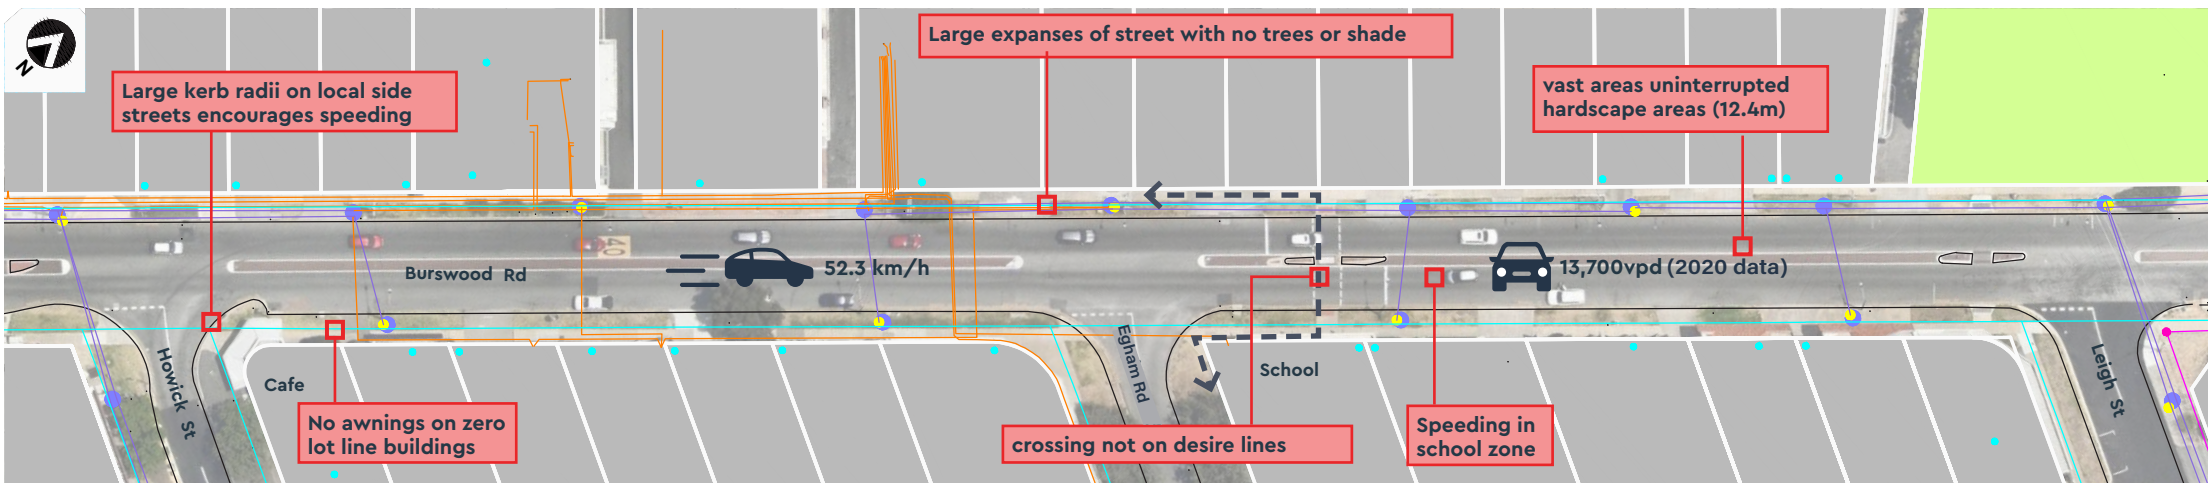 N
Large expanses of street with no trees or shade
Large kerb radii on local side
streets encourages speeding
vast areas uninterrupted
hardscape areas (12.4m)
40
Burswood Rd
52.3 km/h
13,700vpd (2020 data)
Howick St
Cafe
Egham Rd
School
Leigh St
No awnings on zero
lot line buildings
crossing not on desire lines
Speeding in
school zone